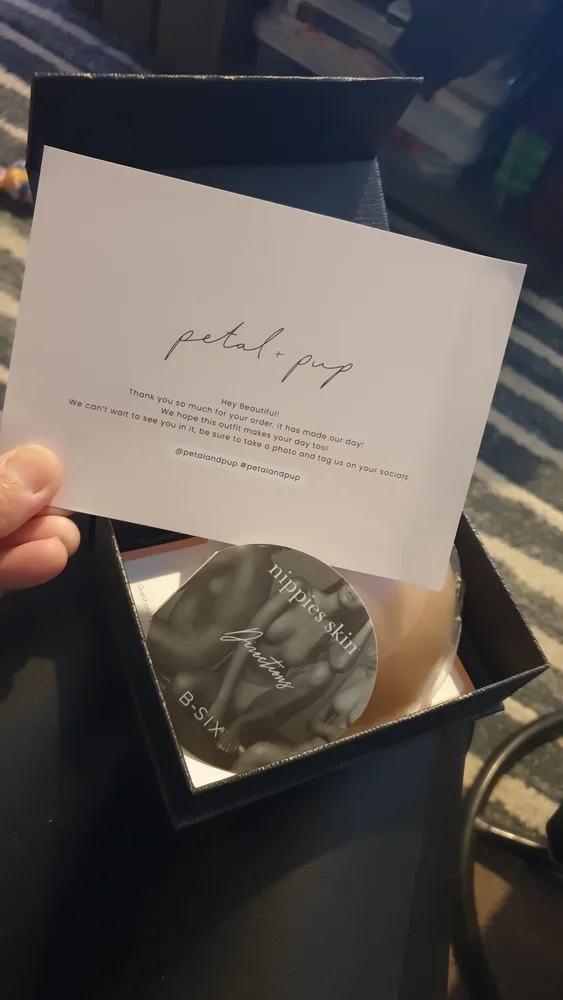 petal + pup
Hey Beautiful!
Thank you so much for your order, it has made our day!
We hope this outfit makes your day too!
We can't wait to see you in it, be sure to take a photo and tag us on your socials.
@petalandpup #petalandpup
nippies skin
Directions
B-SIX